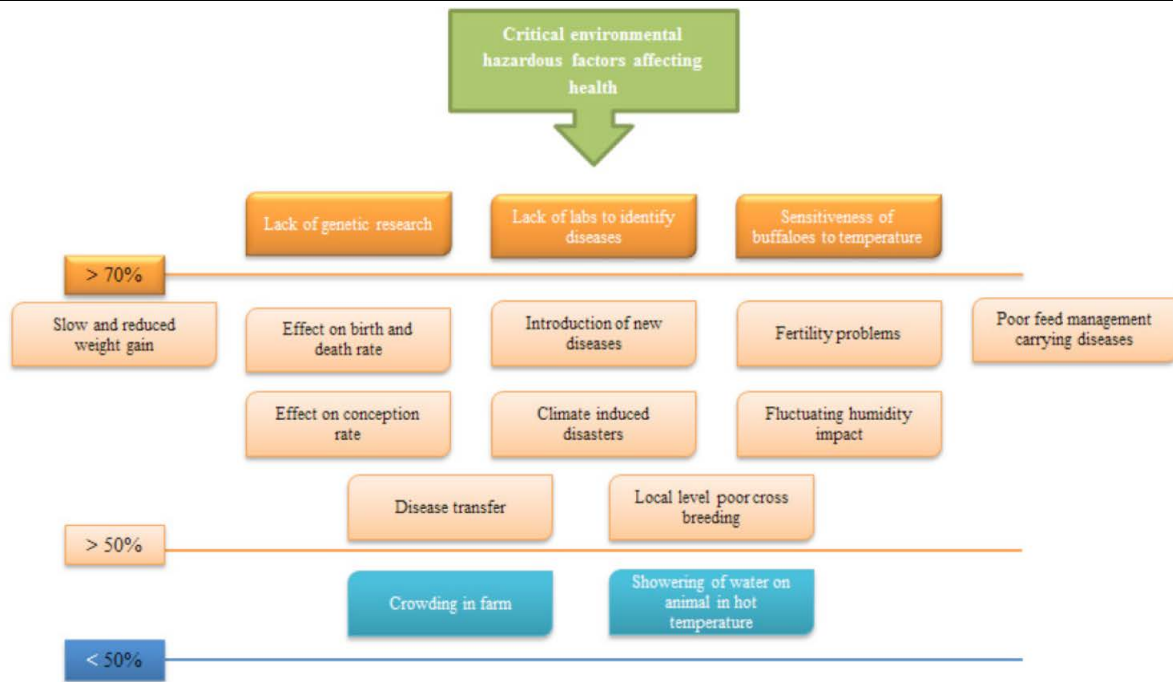 Critical environmental
hazardous factors affecting
health
Lack of genetic research
Lack of labs to identify
diseases
Sensitiveness of
buffaloes to temperature
> 70%
Slow and reduced
weight gain
Effect on birth and
death rate
Introduction of new
diseases
Fertility problems
Poor feed management
carrying diseases
Effect on conception
rate
Climate induced
disasters
Fluctuating humidity
impact
Disease transfer
Local level poor cross
breeding
> 50%
Crowding in farm
Showering of water on
animal in hot
temperature
< 50%